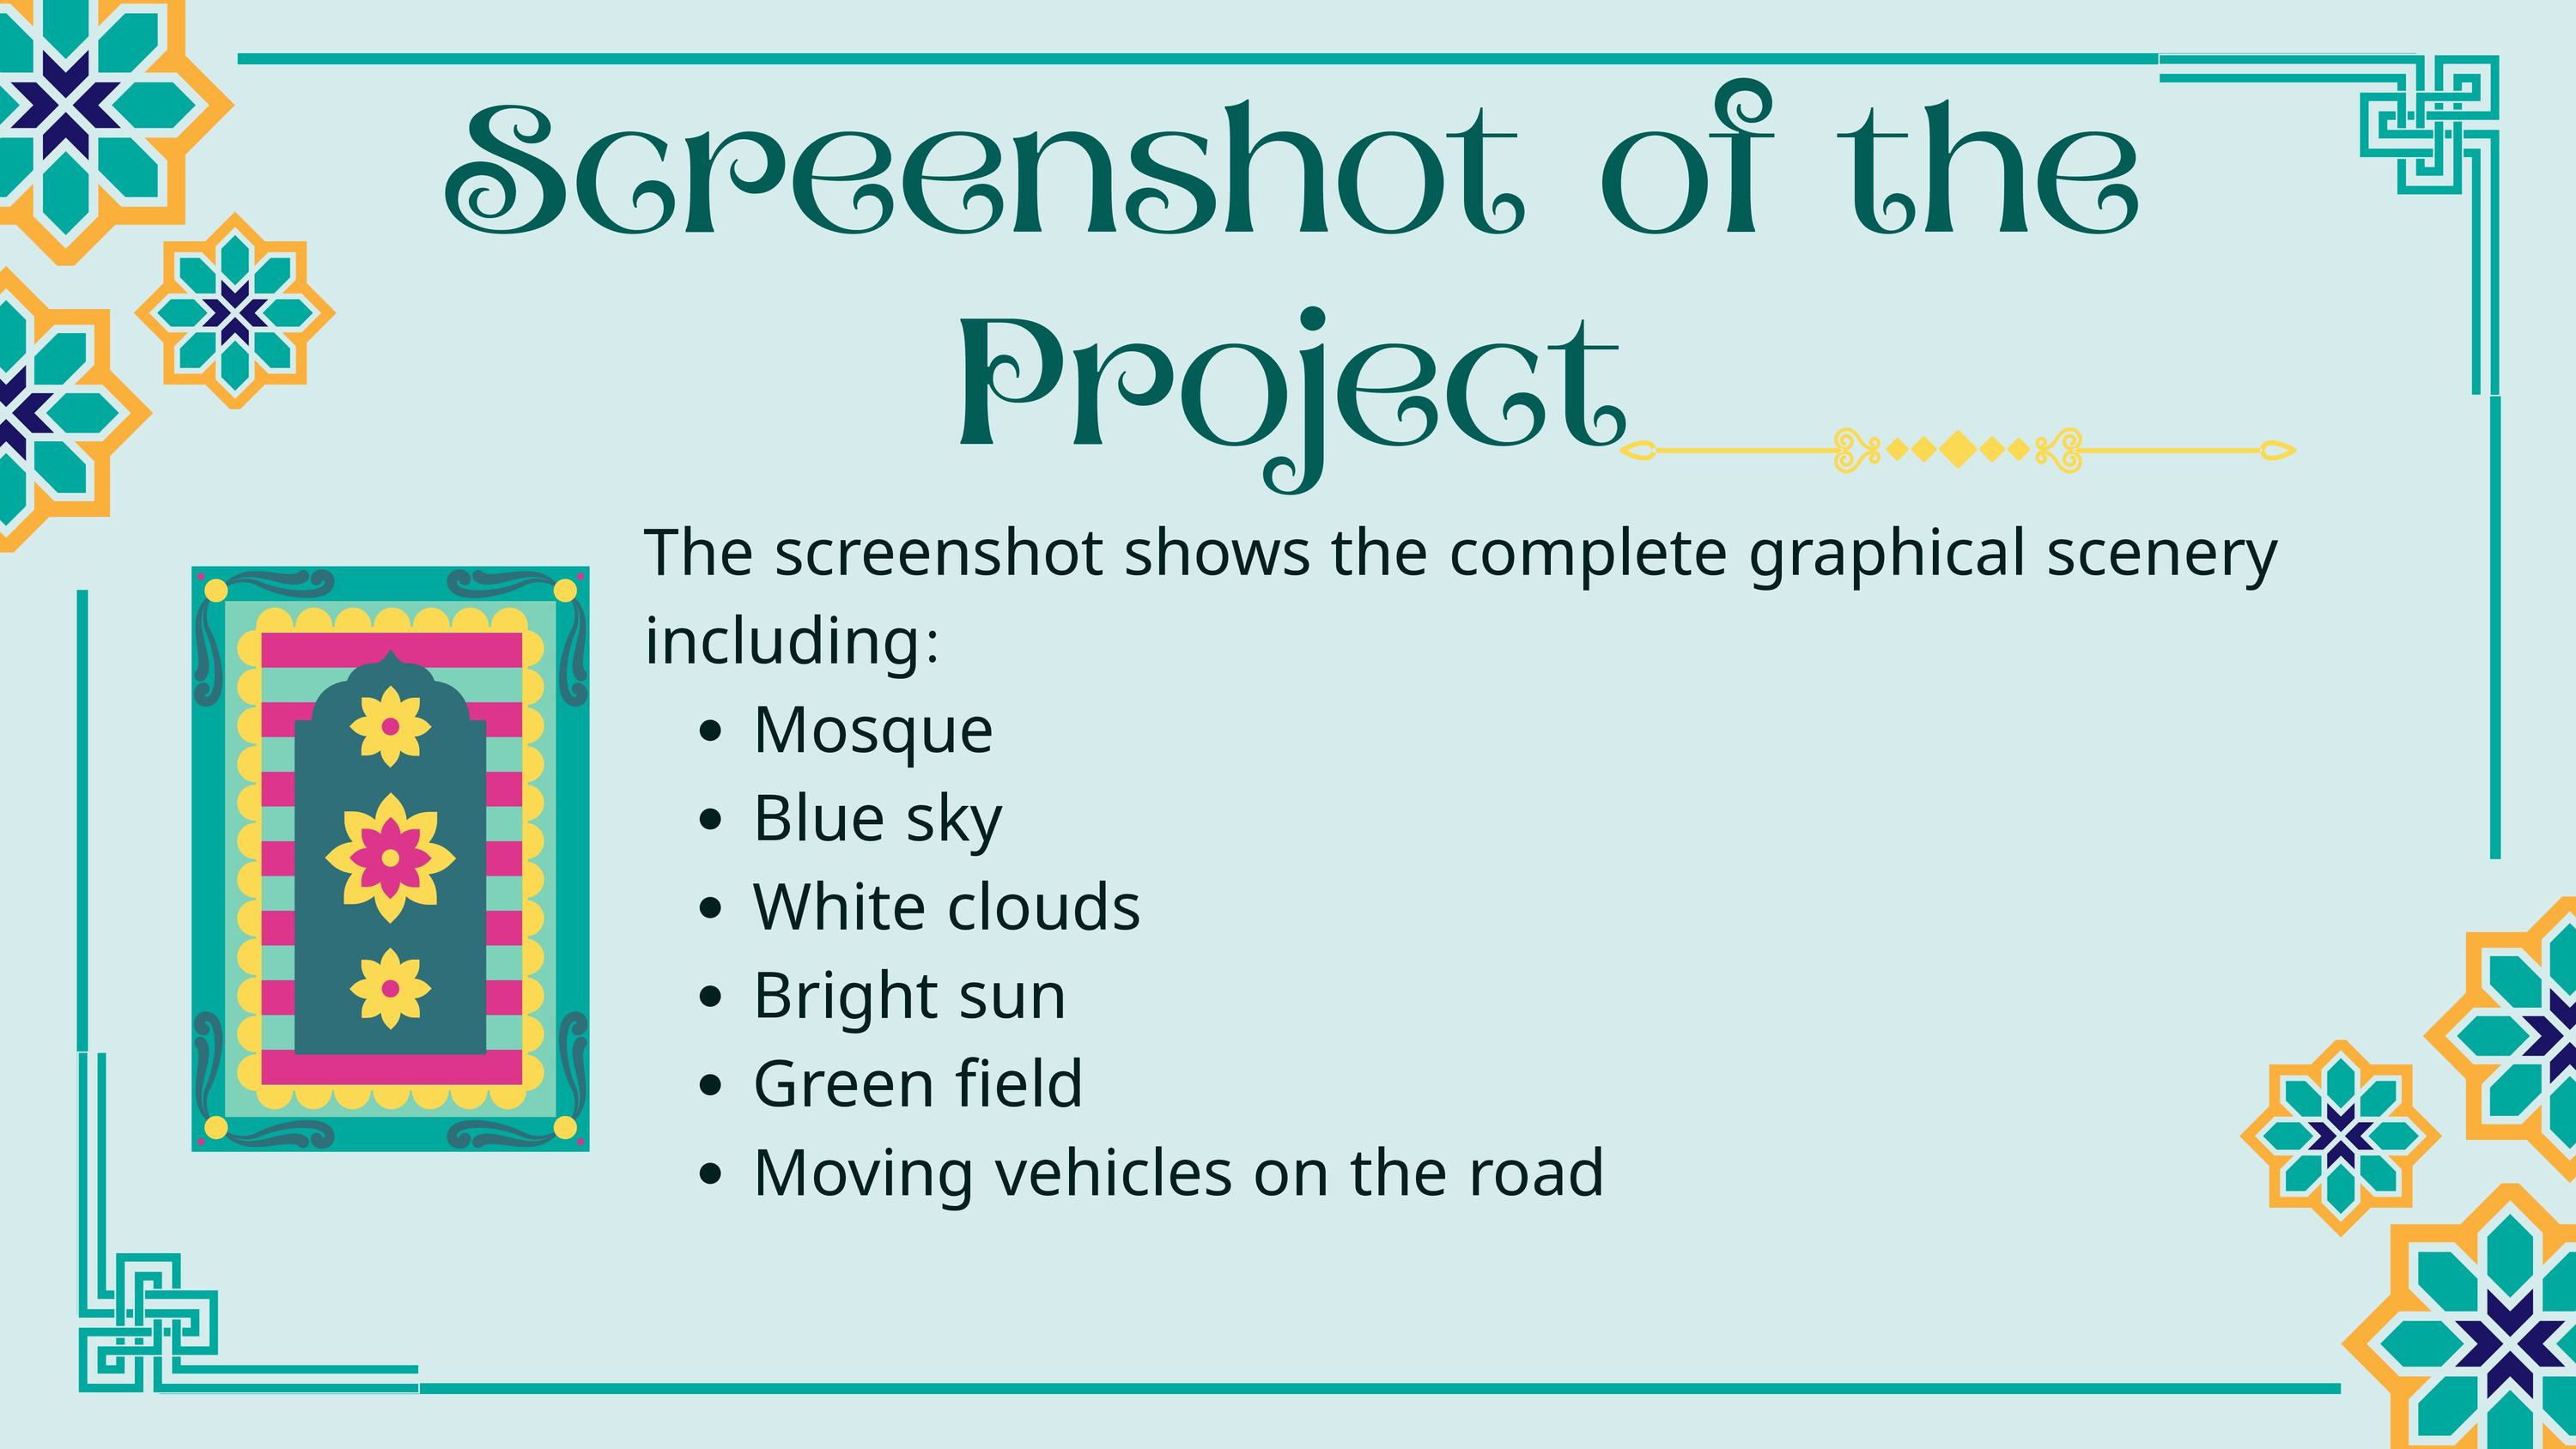 Screenshot of the
Project
The screenshot shows the complete graphical scenery
including:
• Mosque
• Blue sky
• White clouds
• Bright sun
• Green field
• Moving vehicles on the road